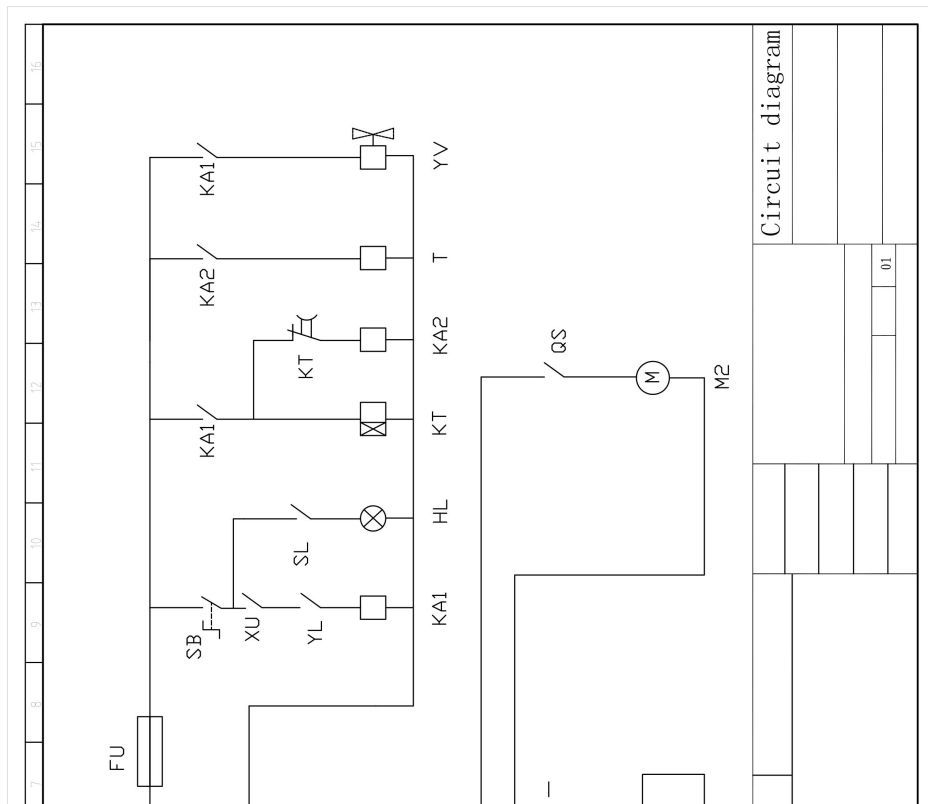 16
15
14
13
12
11
10
9
8
7
KA1
YV
KA2
T
KT
KA2
KA1
KT
SL
HL
SB
XU
YL
KA1
FU
QS
M
M2
Circuit diagram
01